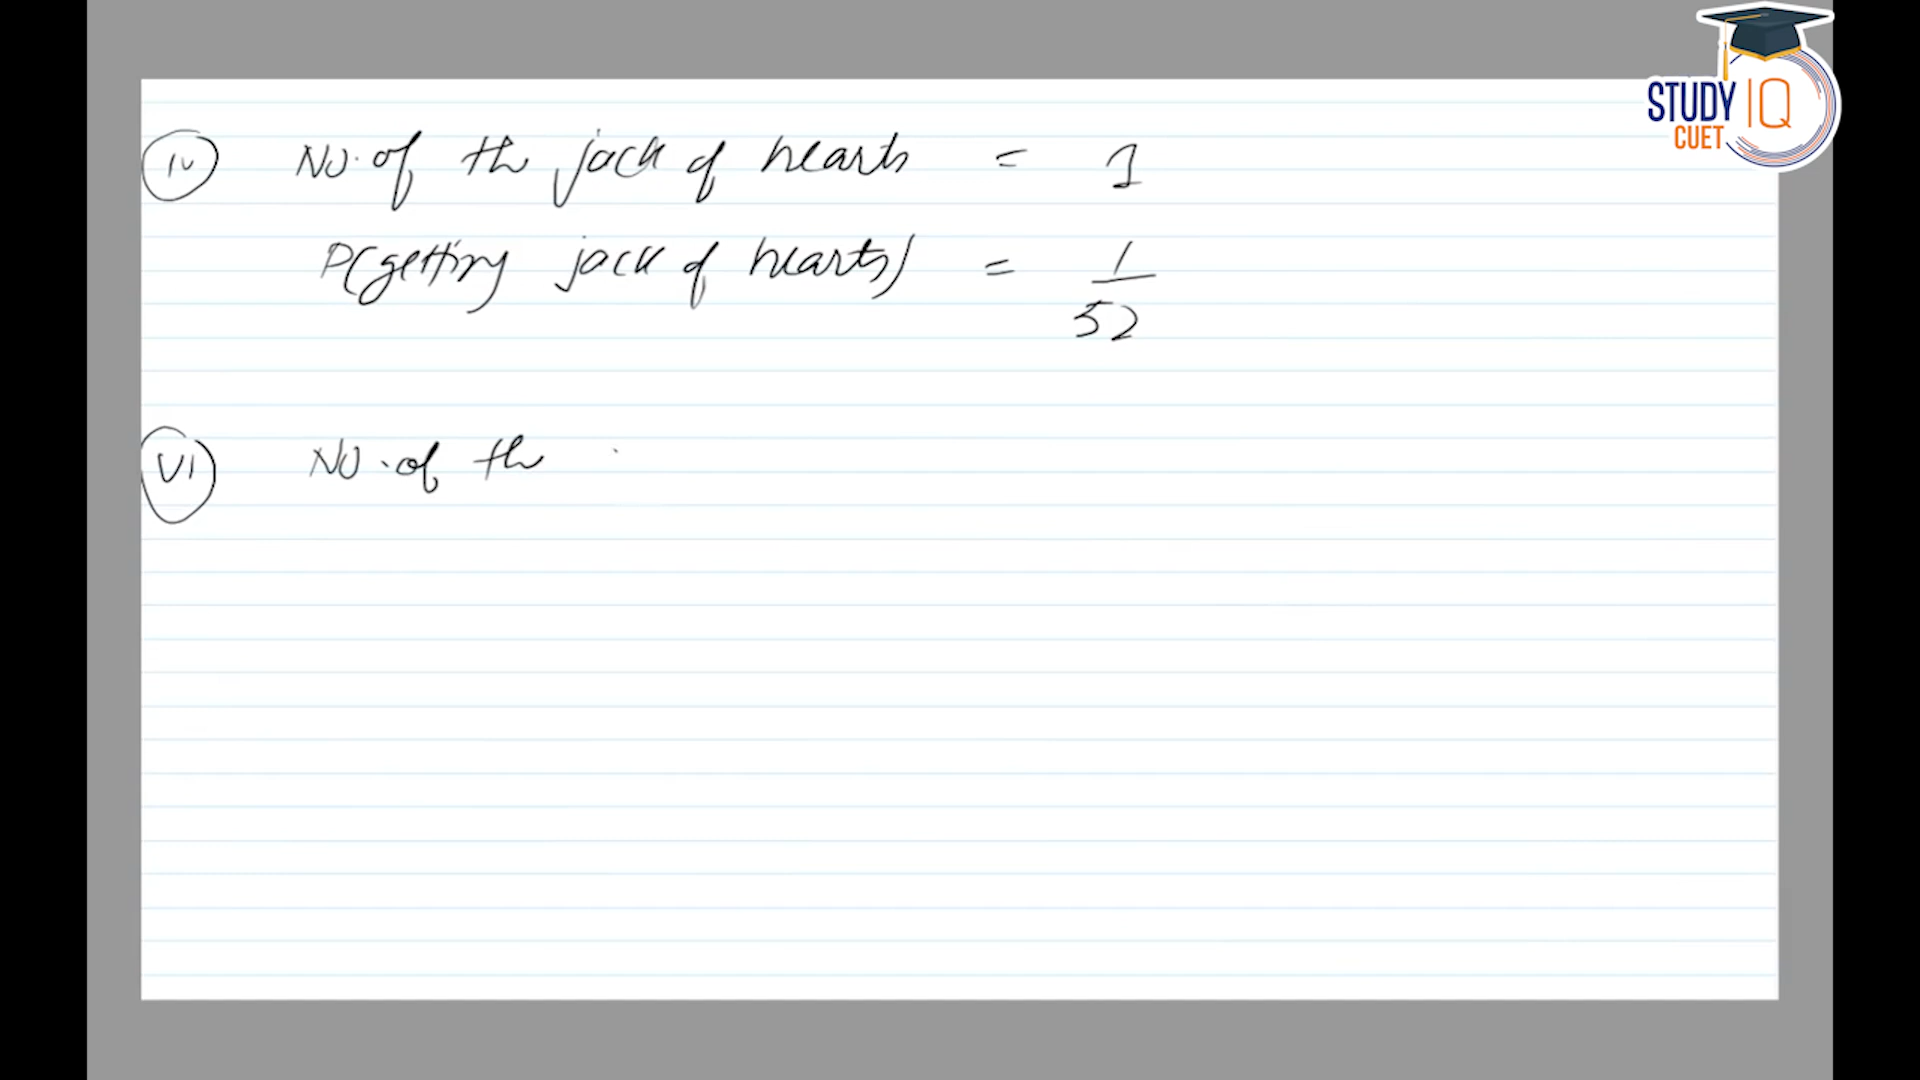 STUDY IQ
CUET
iv No. of the jack of hearts = 1
P(getting jack of hearts) = 1
52
VI No. of the